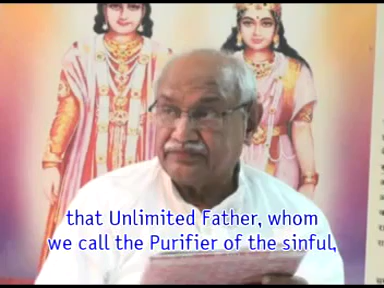 that Unlimited Father, whom
we call the Purifier of the sinful,